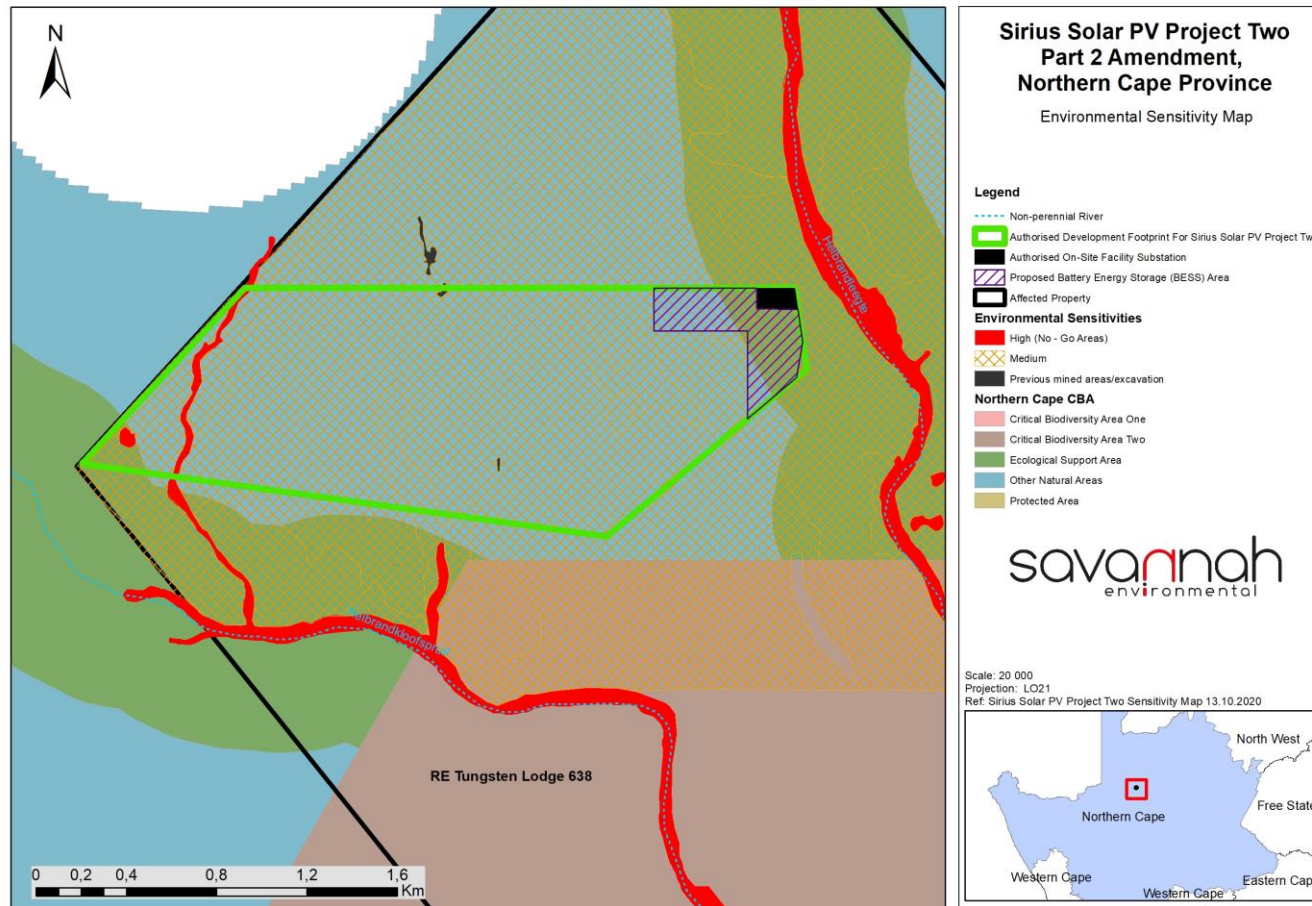 N
Helbrandleegte
Helbrandkloofspruit
RE Tungsten Lodge 638
0 0,2 0,4 0,8 1,2 1,6
Km
Sirius Solar PV Project Two
Part 2 Amendment,
Northern Cape Province
Environmental Sensitivity Map
Legend
Non-perennial River
Authorised Development Footprint For Sirius Solar PV Project Tw
Authorised On-Site Facility Substation
Proposed Battery Energy Storage (BESS) Area
Affected Property
Environmental Sensitivities
High (No - Go Areas)
Medium
Previous mined areas/excavation
Northern Cape CBA
Critical Biodiversity Area One
Critical Biodiversity Area Two
Ecological Support Area
Other Natural Areas
Protected Area
savannah
environmental
Scale: 20 000
Projection: LO21
Ref: Sirius Solar PV Project Two Sensitivity Map 13.10.2020
North West
Northern Cape
Free State
Western Cape
Western Cape
Eastern Cap